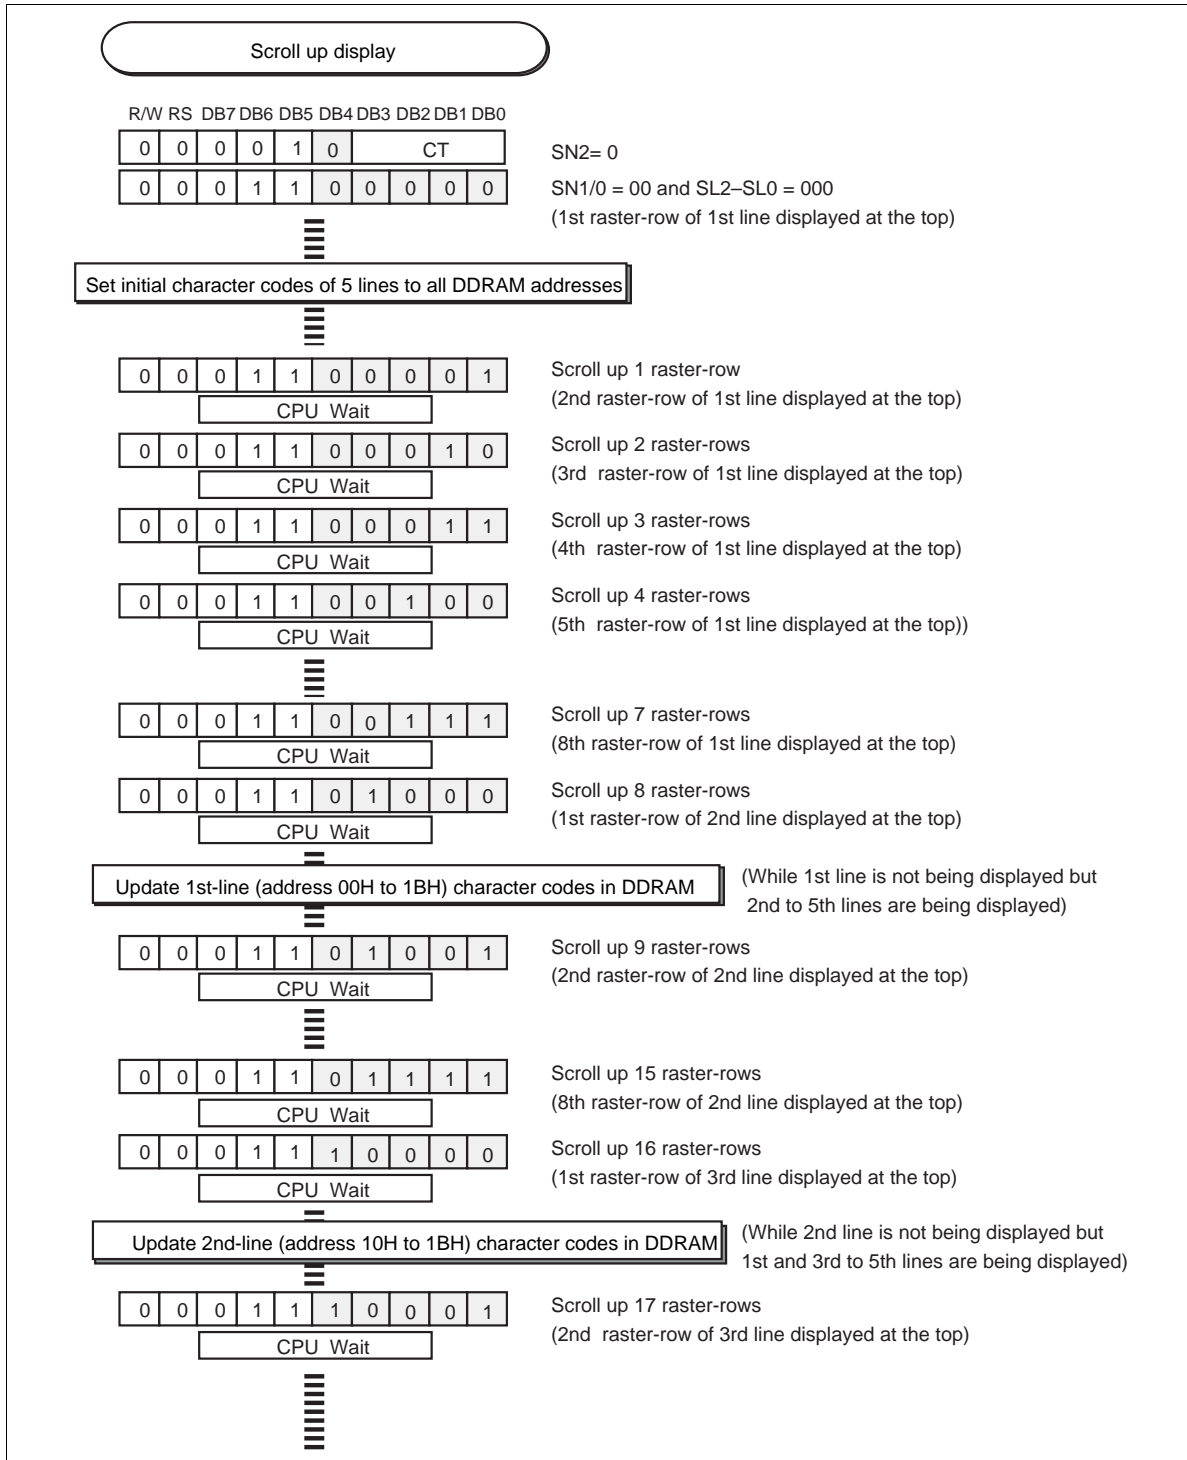 Scroll up display
R/W RS DB7 DB6 DB5 DB4 DB3 DB2 DB1 DB0
0 0 0 0 1 0 CT
SN2= 0
0 0 0 1 1 0 0 0 0 0
SN1/0 = 00 and SL2–SL0 = 000
(1st raster-row of 1st line displayed at the top)
Set initial character codes of 5 lines to all DDRAM addresses
0 0 0 1 1 0 0 0 0 1
Scroll up 1 raster-row
CPU Wait
(2nd raster-row of 1st line displayed at the top)
0 0 0 1 1 0 0 0 1 0
Scroll up 2 raster-rows
CPU Wait
(3rd raster-row of 1st line displayed at the top)
0 0 0 1 1 0 0 0 1 1
Scroll up 3 raster-rows
CPU Wait
(4th raster-row of 1st line displayed at the top)
0 0 0 1 1 0 0 1 0 0
Scroll up 4 raster-rows
CPU Wait
(5th raster-row of 1st line displayed at the top))
0 0 0 1 1 0 0 1 1 1
Scroll up 7 raster-rows
CPU Wait
(8th raster-row of 1st line displayed at the top)
0 0 0 1 1 0 1 0 0 0
Scroll up 8 raster-rows
CPU Wait
(1st raster-row of 2nd line displayed at the top)
Update 1st-line (address 00H to 1BH) character codes in DDRAM
(While 1st line is not being displayed but
2nd to 5th lines are being displayed)
0 0 0 1 1 0 1 0 0 1
Scroll up 9 raster-rows
CPU Wait
(2nd raster-row of 2nd line displayed at the top)
0 0 0 1 1 0 1 1 1 1
Scroll up 15 raster-rows
CPU Wait
(8th raster-row of 2nd line displayed at the top)
0 0 0 1 1 1 0 0 0 0
Scroll up 16 raster-rows
CPU Wait
(1st raster-row of 3rd line displayed at the top)
Update 2nd-line (address 10H to 1BH) character codes in DDRAM
(While 2nd line is not being displayed but
1st and 3rd to 5th lines are being displayed)
0 0 0 1 1 1 0 0 0 1
Scroll up 17 raster-rows
CPU Wait
(2nd raster-row of 3rd line displayed at the top)